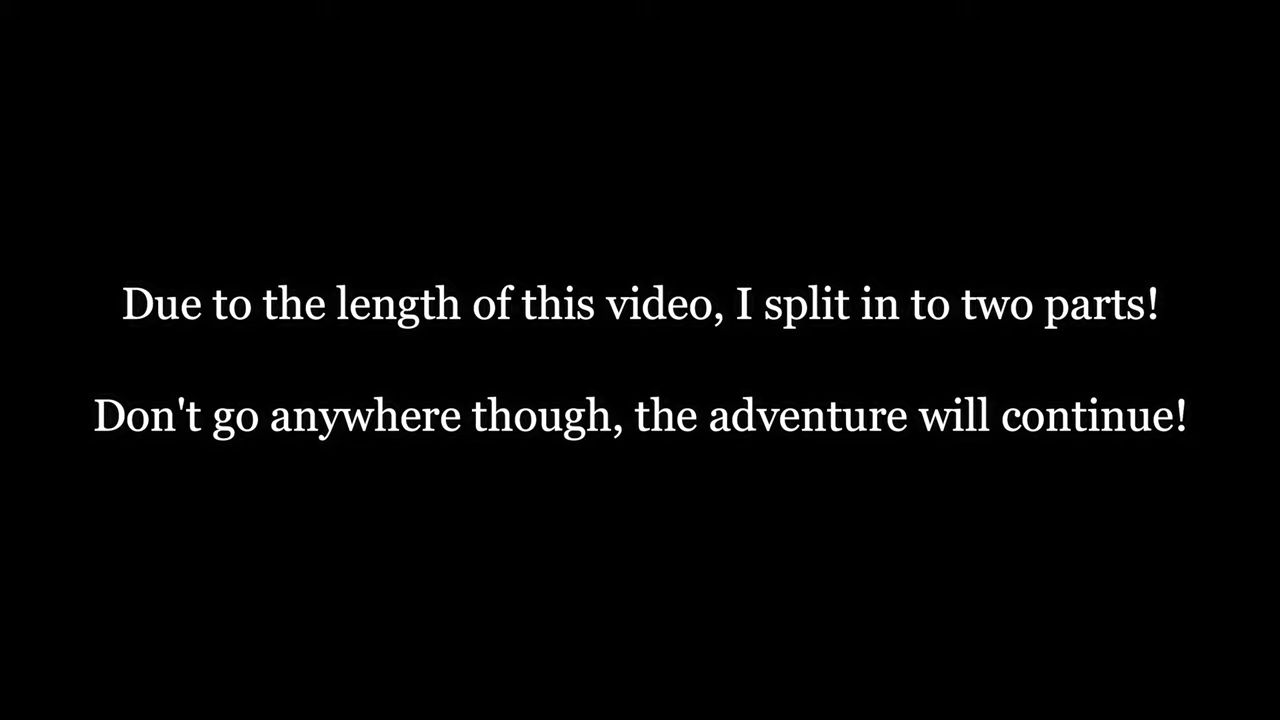 Due to the length of this video, I split in to two parts!
Don't go anywhere though, the adventure will continue!